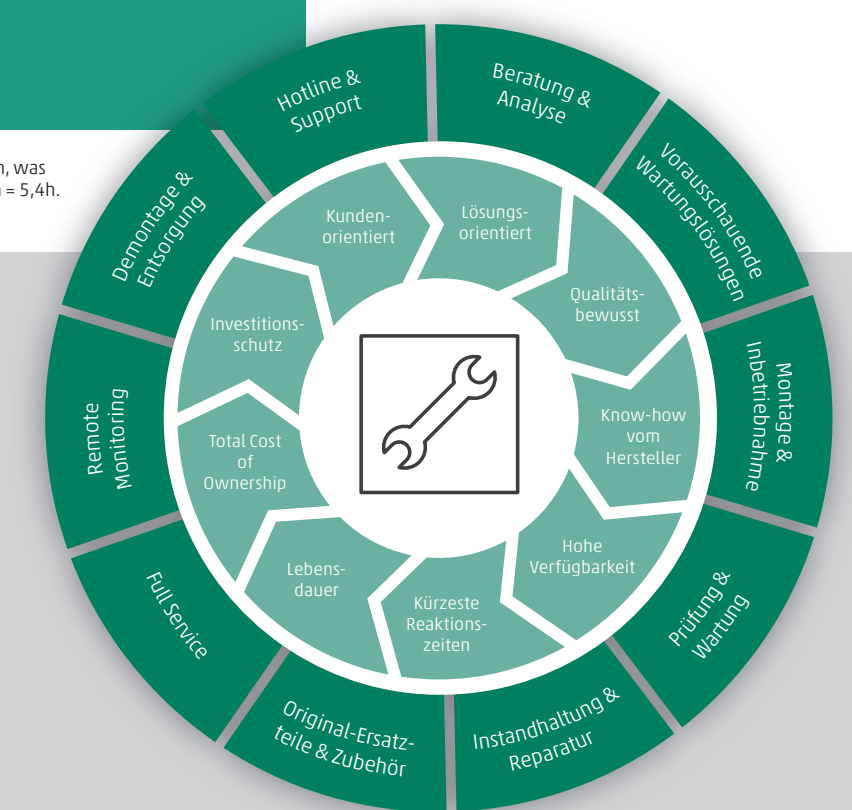 n, was
= 5,4h.
Hotline &
Support
Beratung &
Analyse
Vorausschauende
Wartungslösungen
Montage &
Inbetriebnahme
Prüfung &
Wartung
Instandhaltung &
Reparatur
Original-Ersatz-
teile & Zubehör
Full Service
Remote
Monitoring
Demontage &
Entsorgung
Kunden-
orientiert
Lösungs-
orientiert
Qualitäts-
bewusst
Know-how
vom
Hersteller
Hohe
Verfügbarkeit
Kürzeste
Reaktions-
zeiten
Lebens-
dauer
Total Cost
of
Ownership
Investitions-
schutz